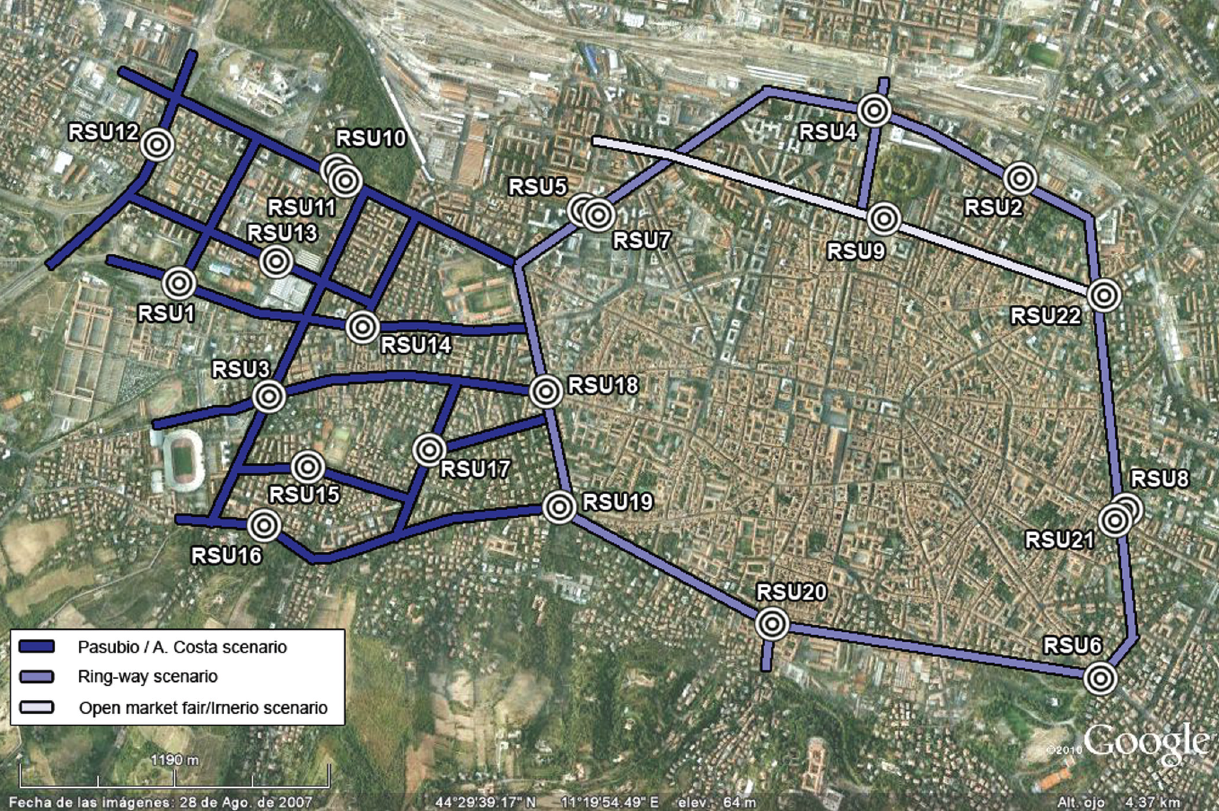 RSU12
RSU10
RSU4
RSU5
RSU2
RSU11
RSU7
RSU13
RSU9
RSU1
RSU22
RSU14
RSU3
RSU18
RSU17
RSU8
RSU15
RSU19
RSU21
RSU16
RSU20
RSU6
Pasubio / A. Costa scenario
Ring-way scenario
Open market fair/Irnerio scenario
©2010 Google
1190 m
Fecha de las imágenes: 28 de Ago. de 2007 44°29'39.17" N 11°19'54.49" E elev. 64 m Alt. ojo 4.37 km